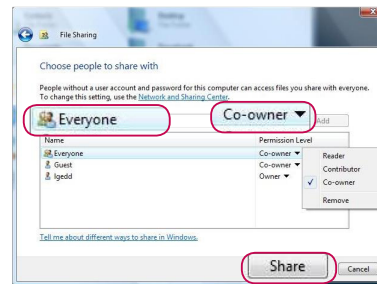 File Sharing
Choose people to share with
People without a user account and password for this computer can access files you share with everyone.
To change this setting, use the Network and Sharing Center.
Everyone
Co-owner
Add
Name Permission Level
Everyone Co-owner
Guest Co-owner
lgedd Owner
Reader
Contributor
Co-owner
Remove
Tell me about different ways to share in Windows.
Share
Cancel